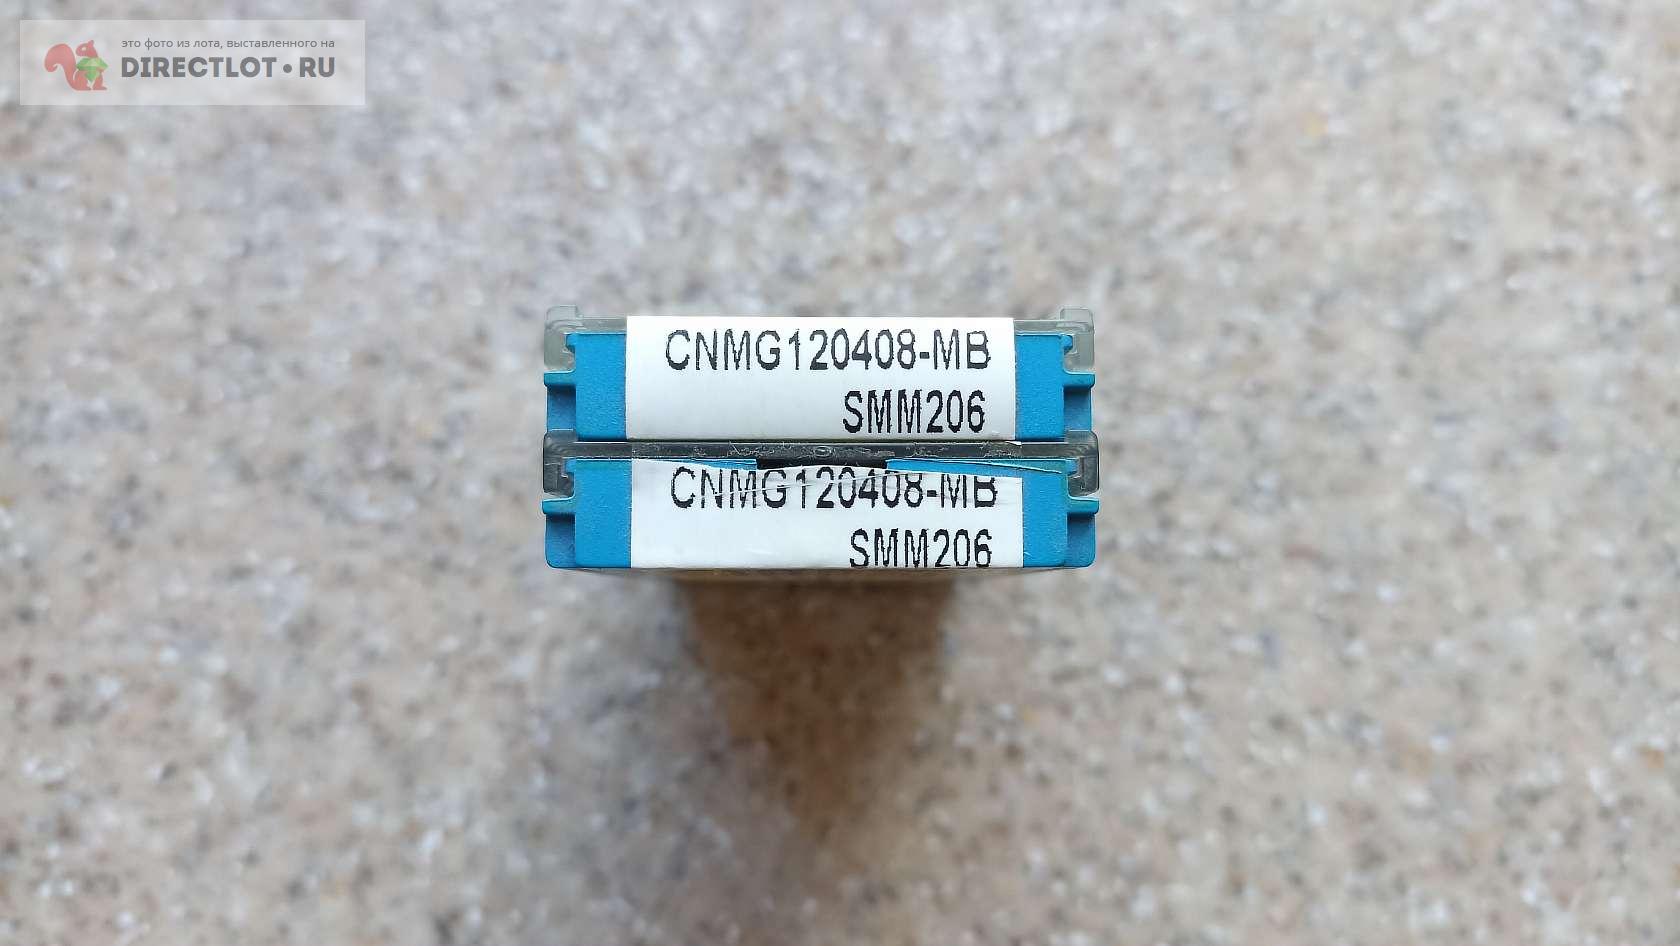 это фото из лота, выставленного на
DIRECTLOT•RU
CNMG120408-MB
SMM206
CNMG120408-MB
SMM206